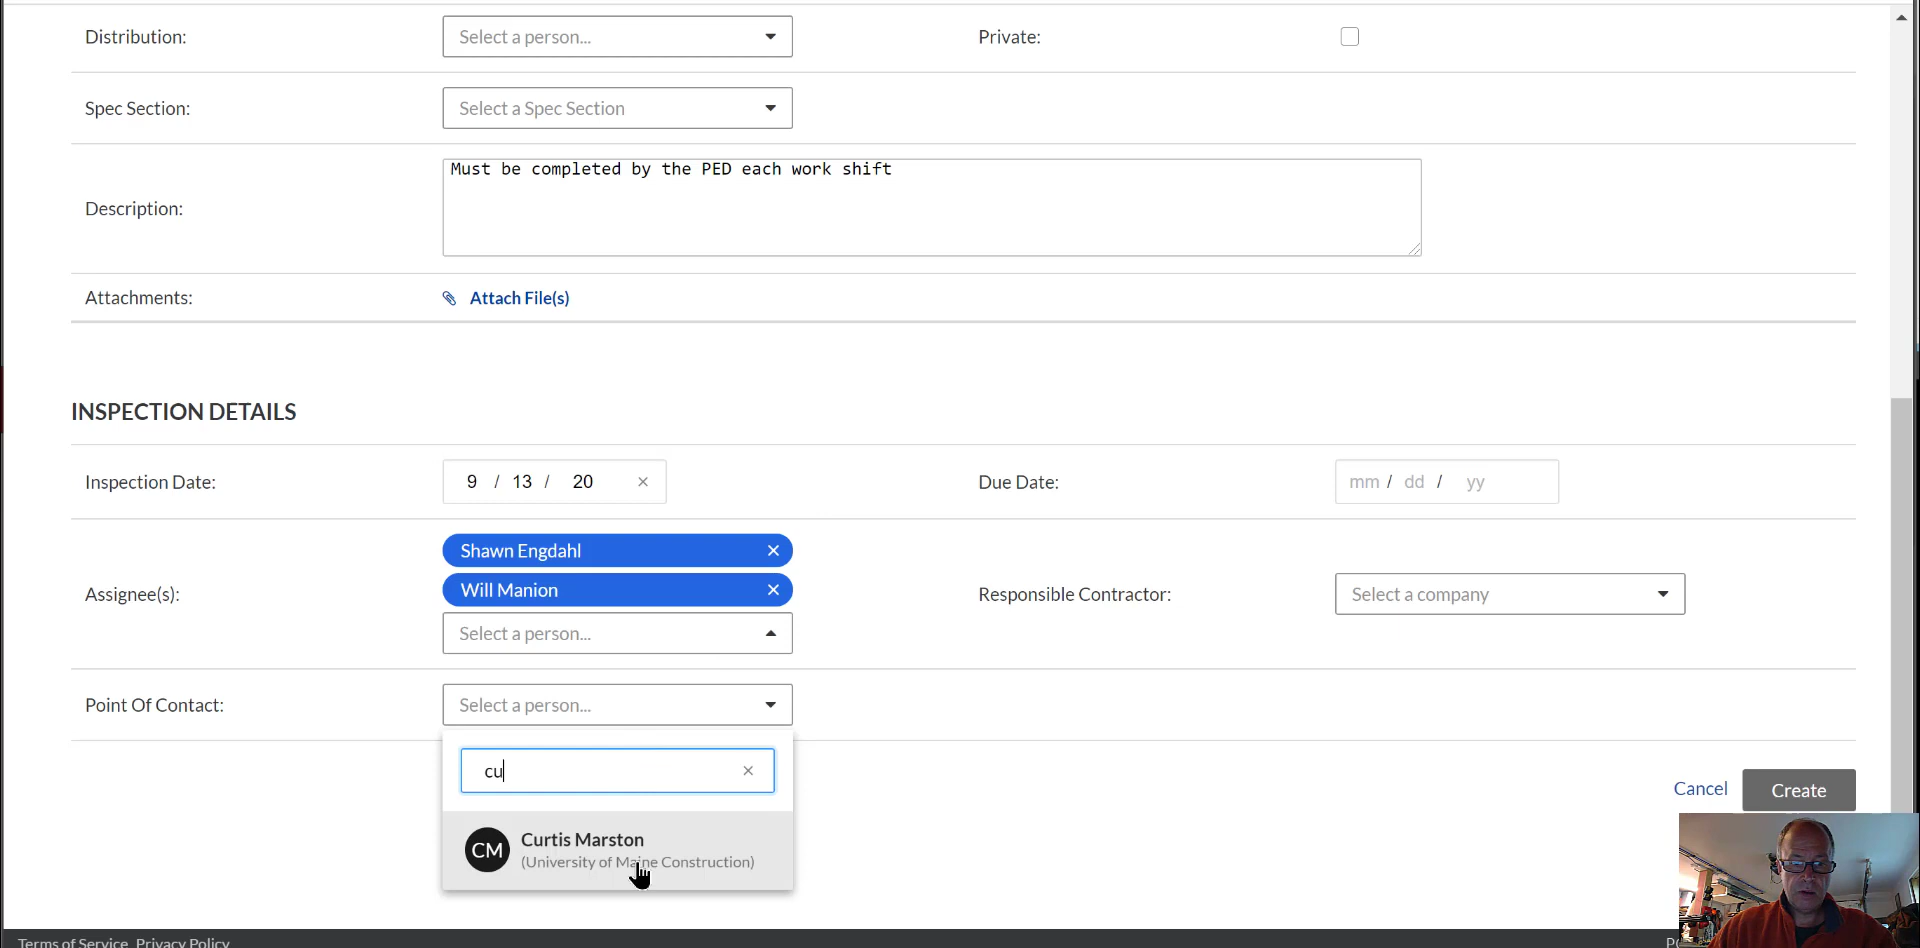 Distribution: Select a person... Private:
Spec Section: Select a Spec Section
Description: Must be completed by the PED each work shift
Attachments: Attach File(s)
INSPECTION DETAILS
Inspection Date: 9 / 13 / 20 × Due Date: mm / dd / yy
Shawn Engdahl ×
Will Manion ×
Assignee(s): Select a person... Responsible Contractor: Select a company
Point Of Contact: Select a person...
cu ×
Cancel Create
CM Curtis Marston
(University of Maine Construction)
Terms of Service Privacy Policy